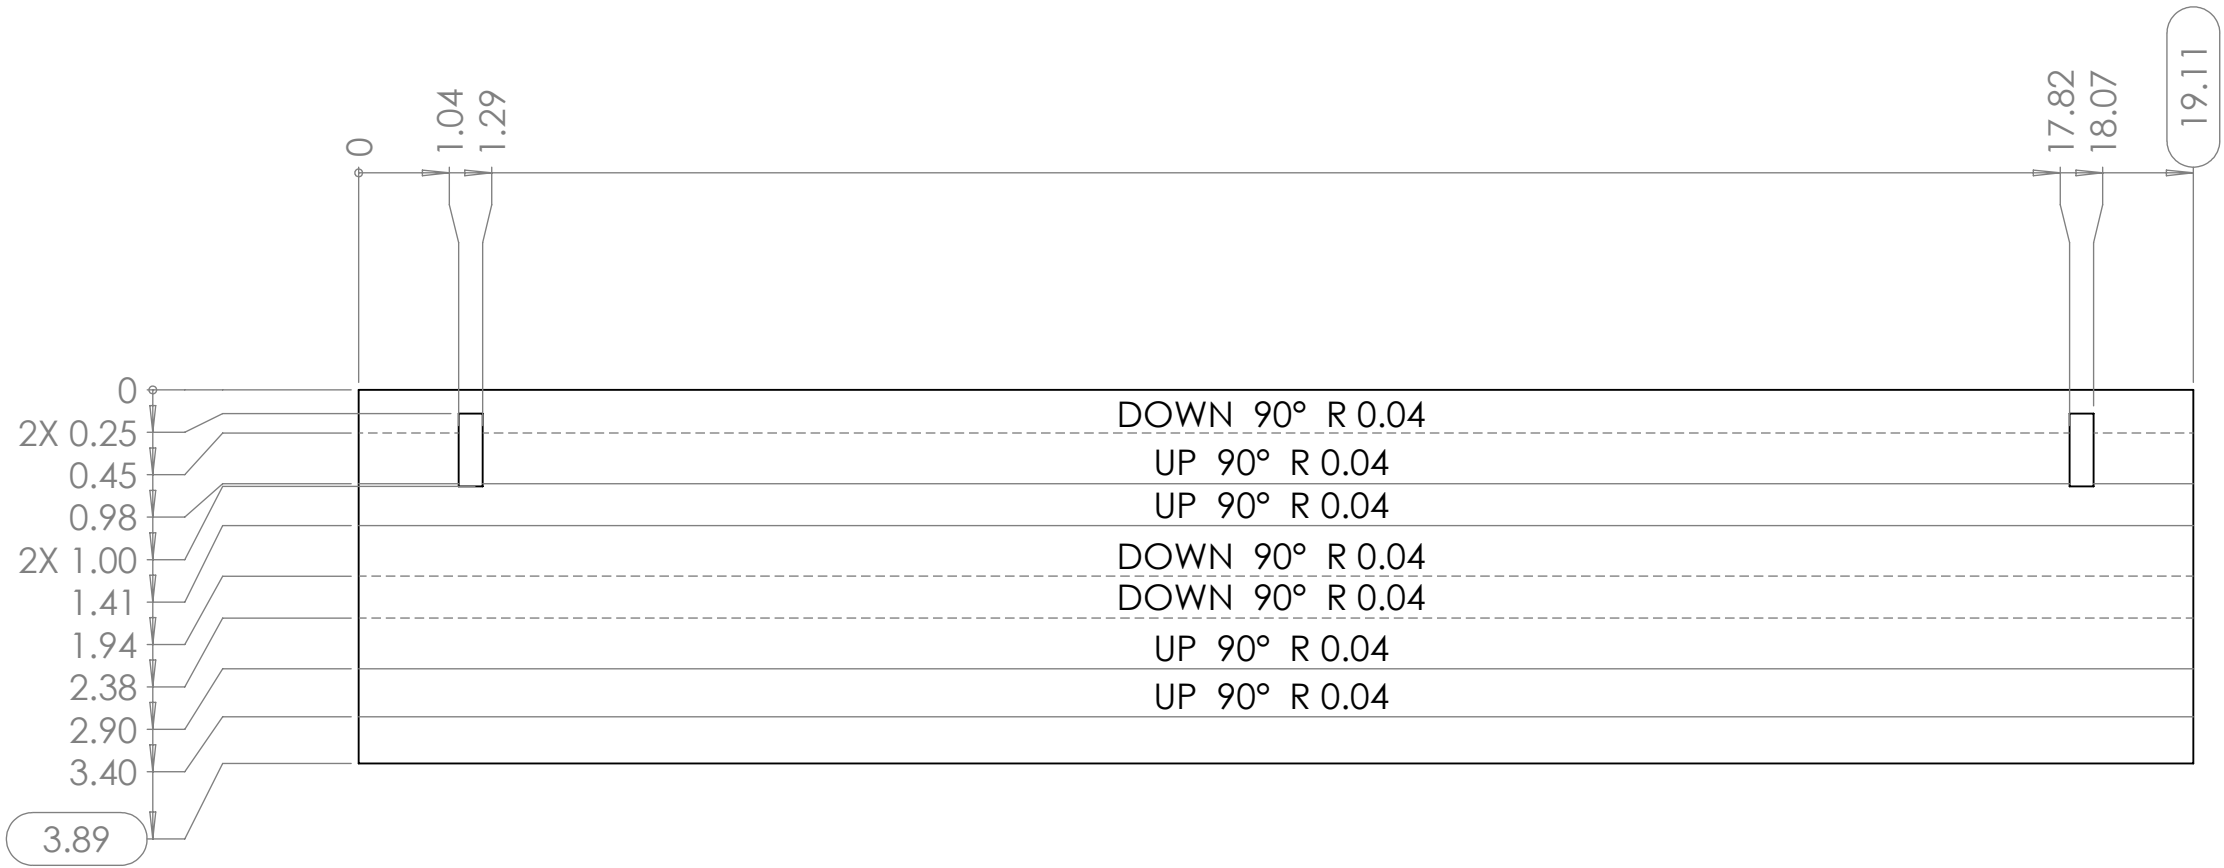 0
1.04
1.29
17.82
18.07
19.11
0
2X 0.25
0.45
0.98
2X 1.00
1.41
1.94
2.38
2.90
3.40
3.89
DOWN 90° R 0.04
UP 90° R 0.04
UP 90° R 0.04
DOWN 90° R 0.04
DOWN 90° R 0.04
UP 90° R 0.04
UP 90° R 0.04